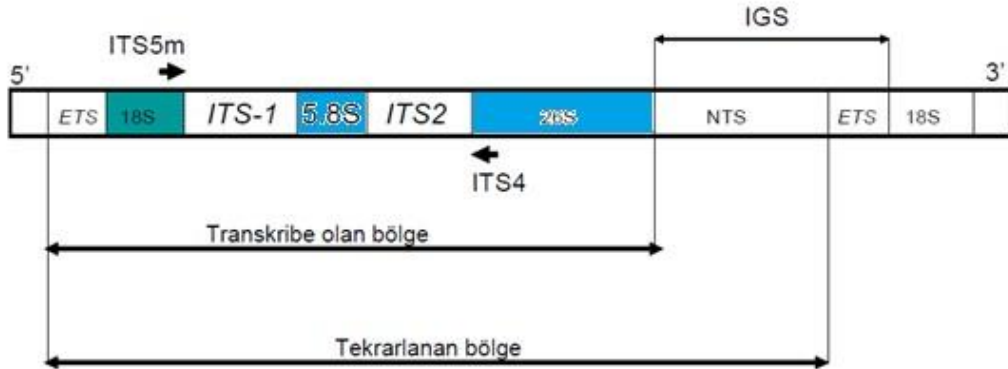 IGS
ITS5m
5' 3'
ETS 18S ITS-1 5.8S ITS2 26S NTS ETS 18S
ITS4
Transkribe olan bölge
Tekrarlanan bölge